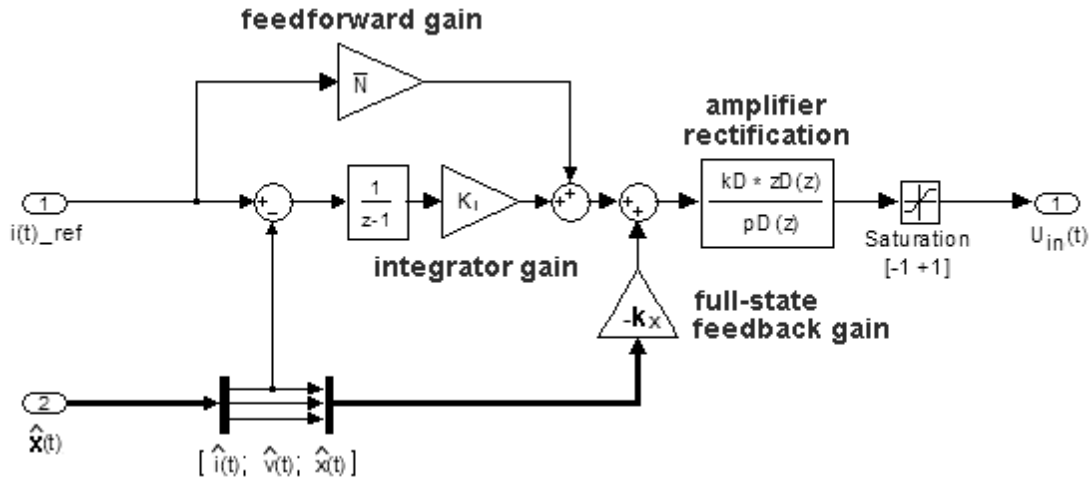 feedforward gain
N̅
amplifier
rectification
1
i(t)_ref
+
−
1
z-1
K_I
+
+
+
+
kD * zD(z)
pD(z)
Saturation
[-1 +1]
1
U_in(t)
integrator gain
-k_x
full-state
feedback gain
2
x̂(t)
[ î(t); v̂(t); x̂(t) ]